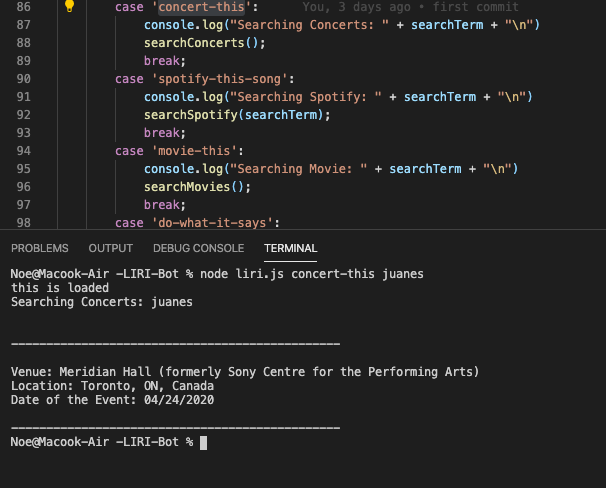 86 case 'concert-this': You, 3 days ago • first commit
87 console.log("Searching Concerts: " + searchTerm + "\n")
88 searchConcerts();
89 break;
90 case 'spotify-this-song':
91 console.log("Searching Spotify: " + searchTerm + "\n")
92 searchSpotify(searchTerm);
93 break;
94 case 'movie-this':
95 console.log("Searching Movie: " + searchTerm + "\n")
96 searchMovies();
97 break;
98 case 'do-what-it-says':
PROBLEMS OUTPUT DEBUG CONSOLE TERMINAL
Noe@Macook-Air -LIRI-Bot % node liri.js concert-this juanes
this is loaded
Searching Concerts: juanes
-----------------------------------------------
Venue: Meridian Hall (formerly Sony Centre for the Performing Arts)
Location: Toronto, ON, Canada
Date of the Event: 04/24/2020
-----------------------------------------------
Noe@Macook-Air -LIRI-Bot %